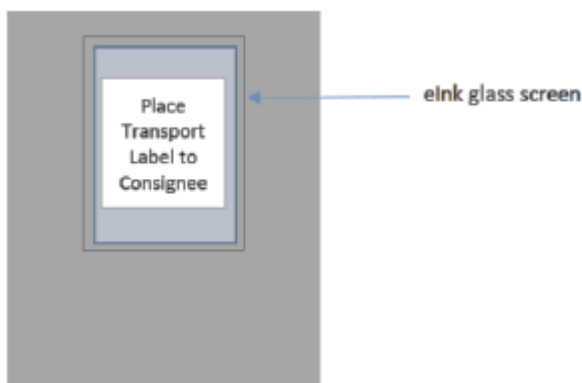 Place
Transport
Label to
Consignee
eInk glass screen